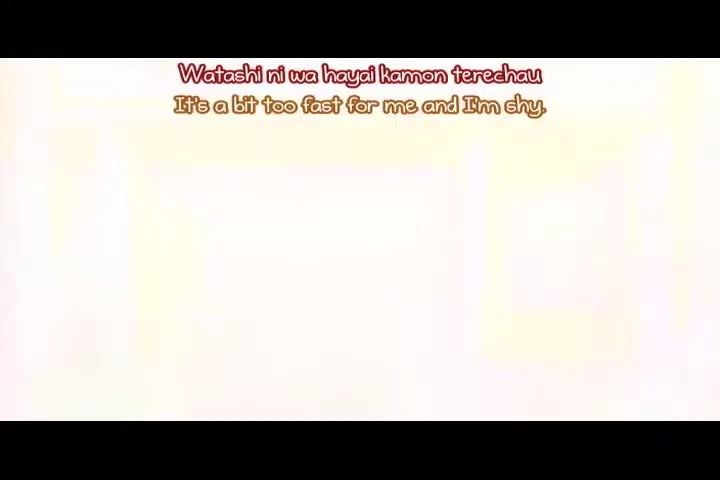 Watashi ni wa hayai kamon terechau
It's a bit too fast for me and I'm shy.